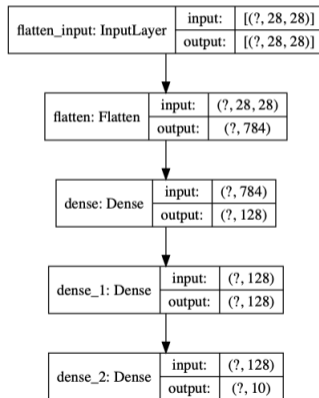 flatten_input: InputLayer
input: [(?, 28, 28)]
output: [(?, 28, 28)]
flatten: Flatten
input: (?, 28, 28)
output: (?, 784)
dense: Dense
input: (?, 784)
output: (?, 128)
dense_1: Dense
input: (?, 128)
output: (?, 128)
dense_2: Dense
input: (?, 128)
output: (?, 10)